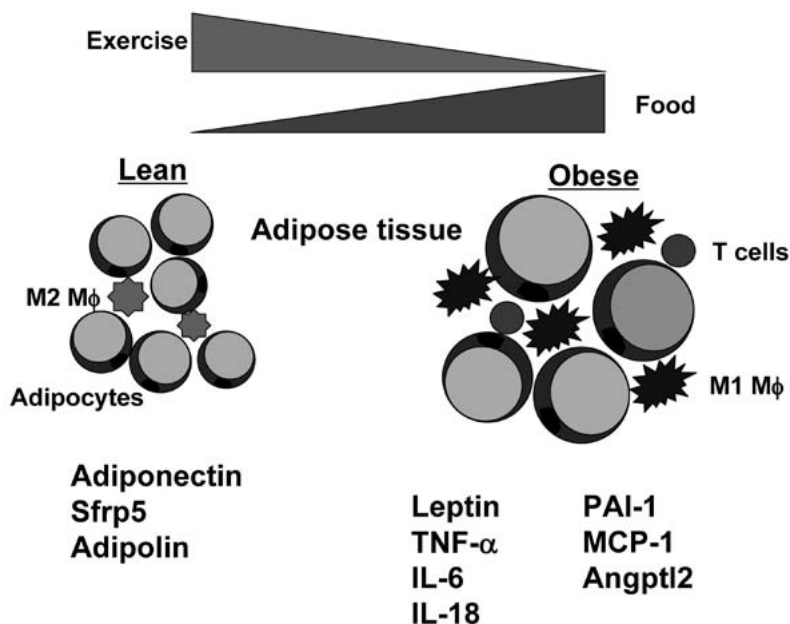 Exercise
Food
Lean
Obese
Adipose tissue
T cells
M2 Mϕ
M1 Mϕ
Adipocytes
Adiponectin
Sfrp5
Adipolin
Leptin
TNF-α
IL-6
IL-18
PAI-1
MCP-1
Angptl2